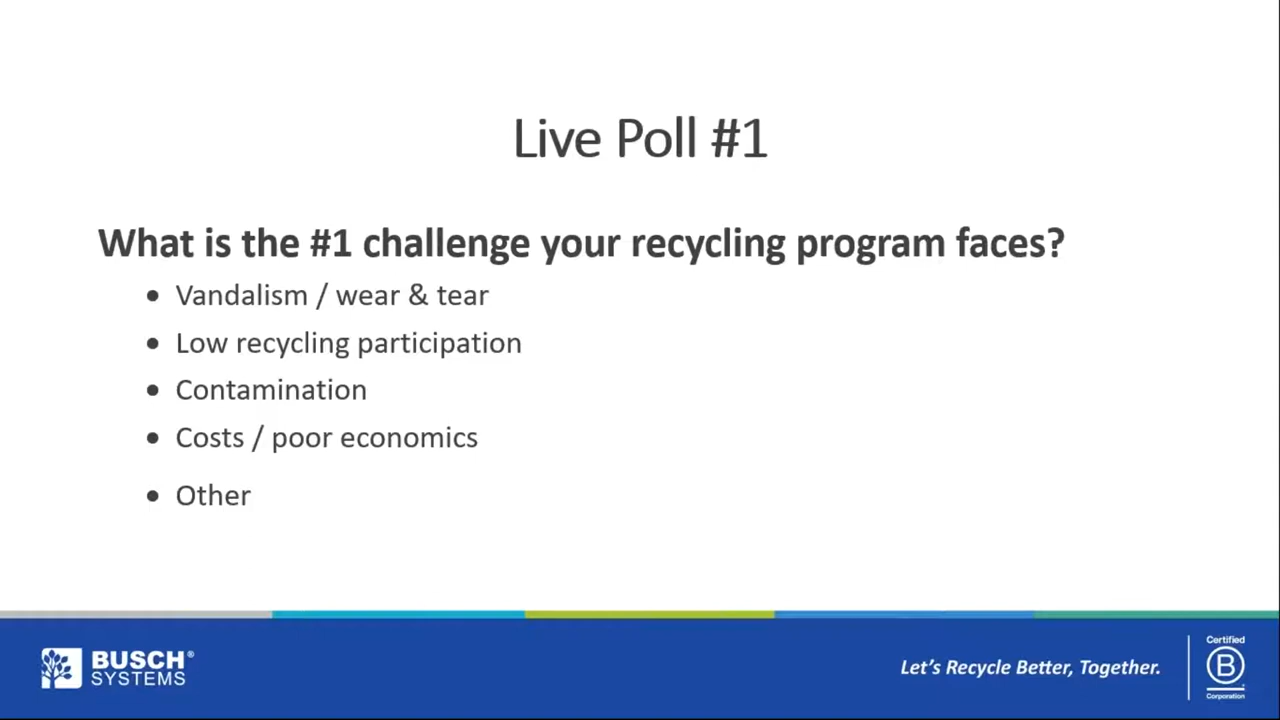 Live Poll #1
What is the #1 challenge your recycling program faces?
• Vandalism / wear & tear
• Low recycling participation
• Contamination
• Costs / poor economics
• Other
BUSCH®
SYSTEMS
Let's Recycle Better, Together.
Certified
B
Corporation